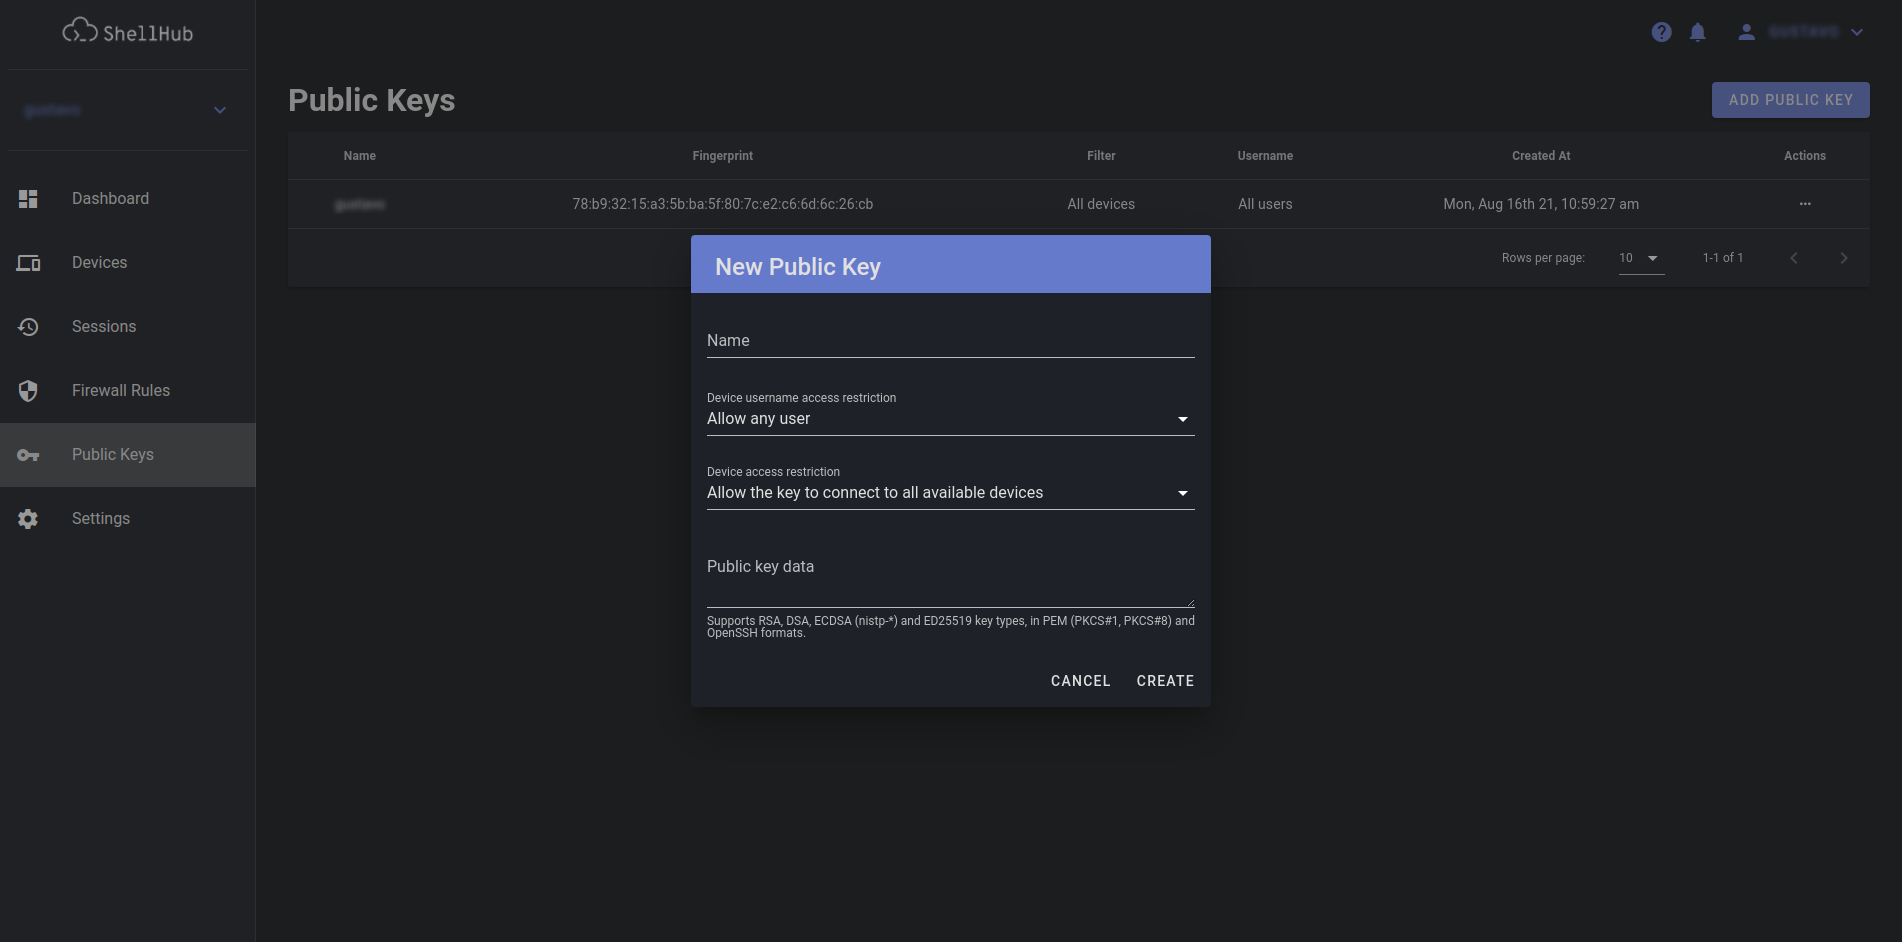 ShellHub
Public Keys
ADD PUBLIC KEY
Name Fingerprint Filter Username Created At Actions
78:b9:32:15:a3:5b:ba:5f:80:7c:e2:c6:6d:6c:26:cb All devices All users Mon, Aug 16th 21, 10:59:27 am
Rows per page: 10 1-1 of 1
Dashboard
Devices
Sessions
Firewall Rules
Public Keys
Settings
New Public Key
Name
Device username access restriction
Allow any user
Device access restriction
Allow the key to connect to all available devices
Public key data
Supports RSA, DSA, ECDSA (nistp-*) and ED25519 key types, in PEM (PKCS#1, PKCS#8) and
OpenSSH formats.
CANCEL CREATE